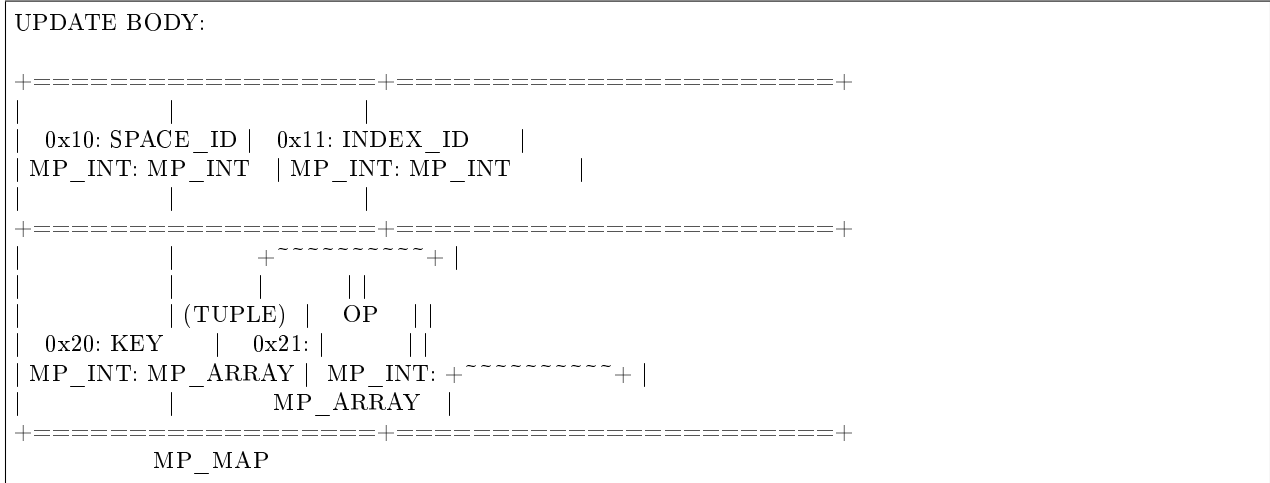 UPDATE BODY:
+==================+=======================+
| | |
| 0x10: SPACE_ID | 0x11: INDEX_ID |
| MP_INT: MP_INT | MP_INT: MP_INT |
| | |
+==================+=======================+
| | +~~~~~~~~~~+ |
| | | | |
| | (TUPLE) | OP | |
| 0x20: KEY | 0x21: | | |
| MP_INT: MP_ARRAY | MP_INT: +~~~~~~~~~~+ |
| | MP_ARRAY |
+==================+=======================+
MP_MAP